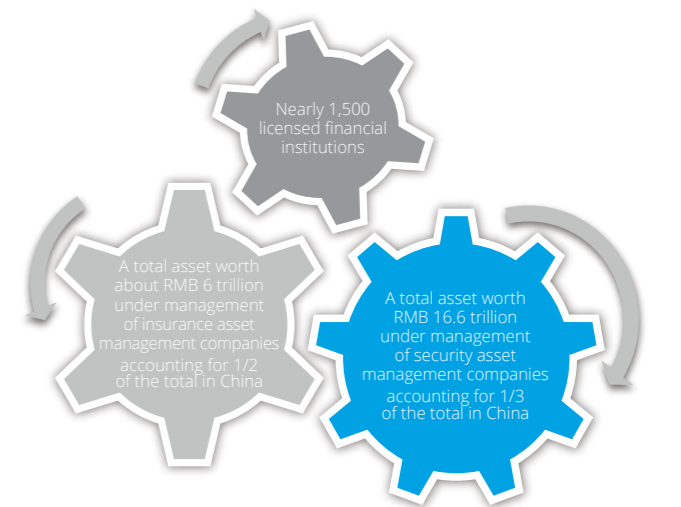 Nearly 1,500
licensed financial
institutions
A total asset worth
about RMB 6 trillion
under management
of insurance asset
management companies
accounting for 1/2
of the total in China
A total asset worth
RMB 16.6 trillion
under management
of security asset
management companies
accounting for 1/3
of the total in China